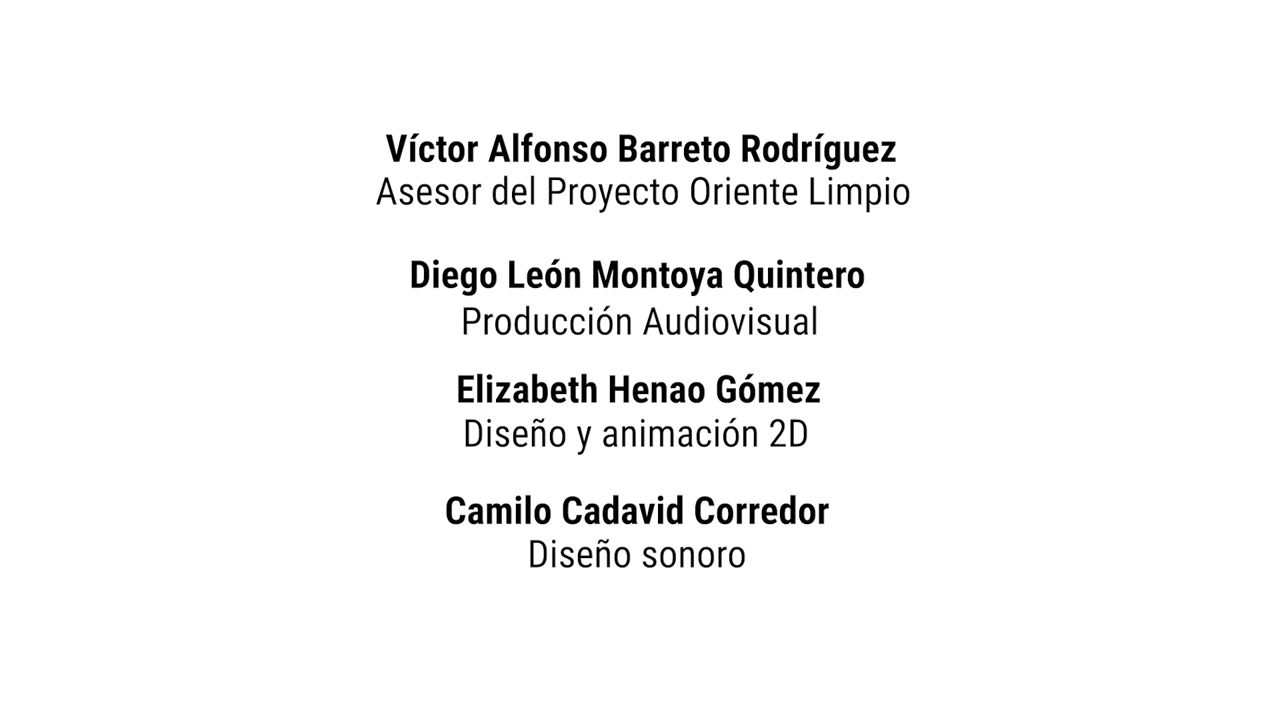 Víctor Alfonso Barreto Rodríguez
Asesor del Proyecto Oriente Limpio
Diego León Montoya Quintero
Producción Audiovisual
Elizabeth Henao Gómez
Diseño y animación 2D
Camilo Cadavid Corredor
Diseño sonoro